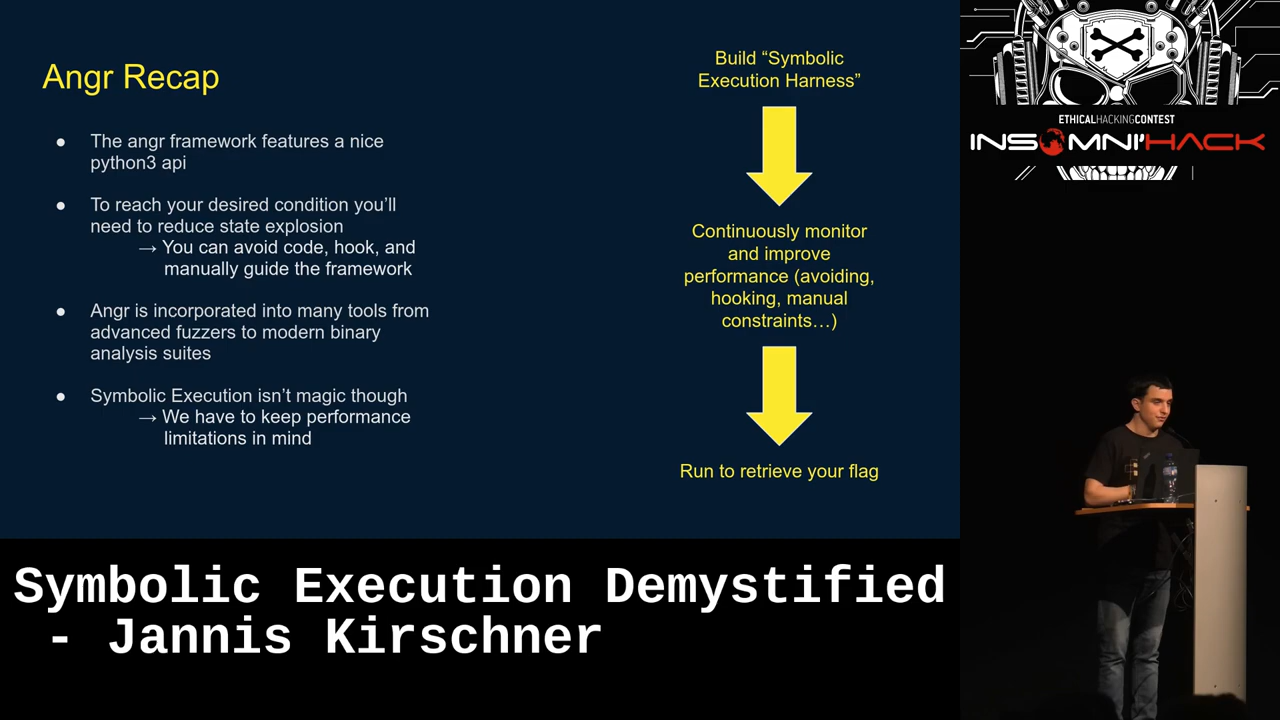 Angr Recap
● The angr framework features a nice
python3 api
● To reach your desired condition you’ll
need to reduce state explosion
→ You can avoid code, hook, and
manually guide the framework
● Angr is incorporated into many tools from
advanced fuzzers to modern binary
analysis suites
● Symbolic Execution isn’t magic though
→ We have to keep performance
limitations in mind
Build “Symbolic
Execution Harness”
Continuously monitor
and improve
performance (avoiding,
hooking, manual
constraints…)
Run to retrieve your flag
ETHICALHACKINGCONTEST
INSOMNI'HACK
Symbolic Execution Demystified
- Jannis Kirschner